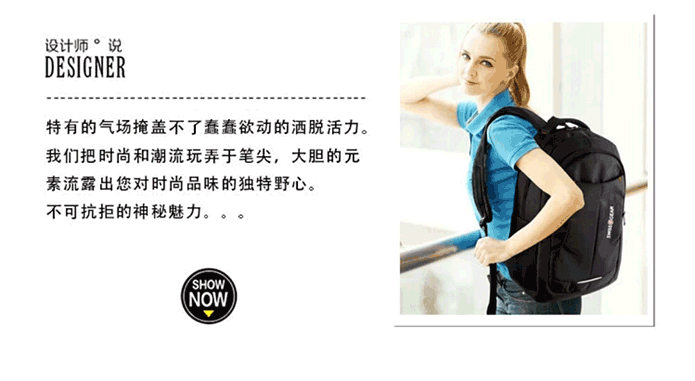 设计师°说
DESIGNER
特有的气场掩盖不了蠢蠢欲动的洒脱活力。
我们把时尚和潮流玩弄于笔尖，大胆的元
素流露出您对时尚品味的独特野心。
不可抗拒的神秘魅力。。。
SHOW
NOW
SWISSGEAR